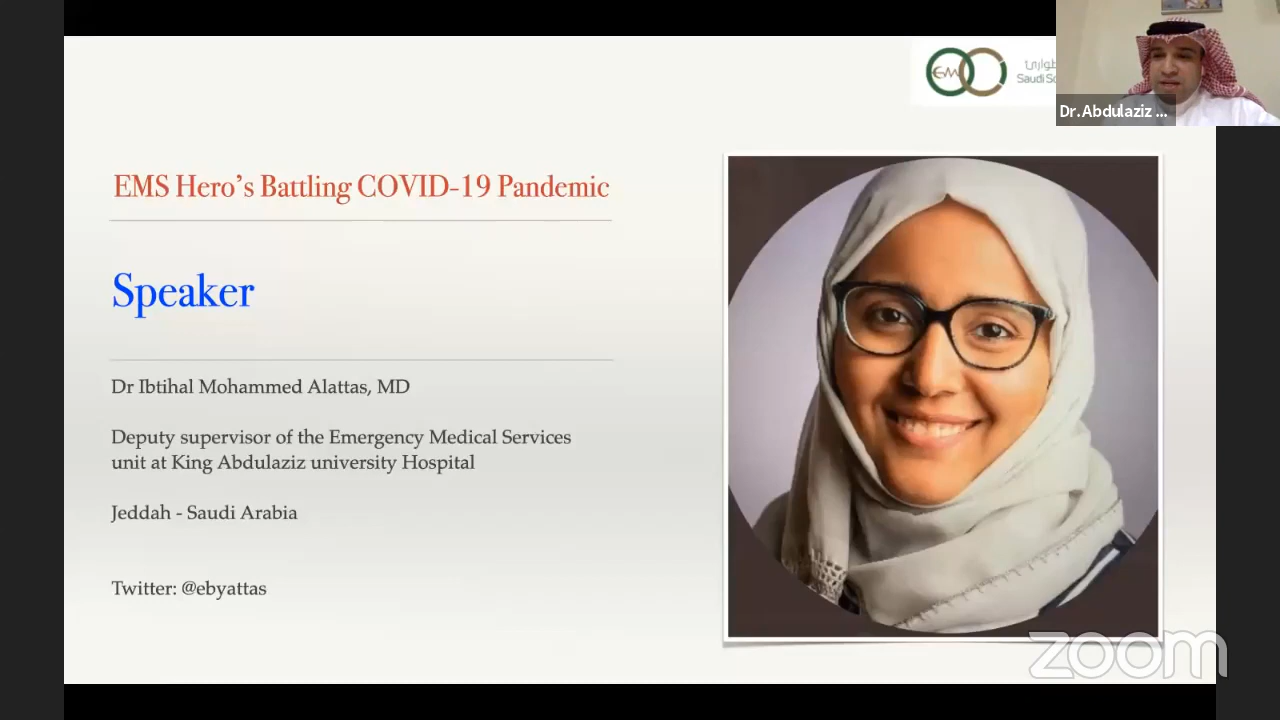 EM
Saudi
Dr.Abdulaziz ...
EMS Hero's Battling COVID-19 Pandemic
Speaker
Dr Ibtihal Mohammed Alattas, MD
Deputy supervisor of the Emergency Medical Services
unit at King Abdulaziz university Hospital
Jeddah - Saudi Arabia
Twitter: @ebyattas
zoom